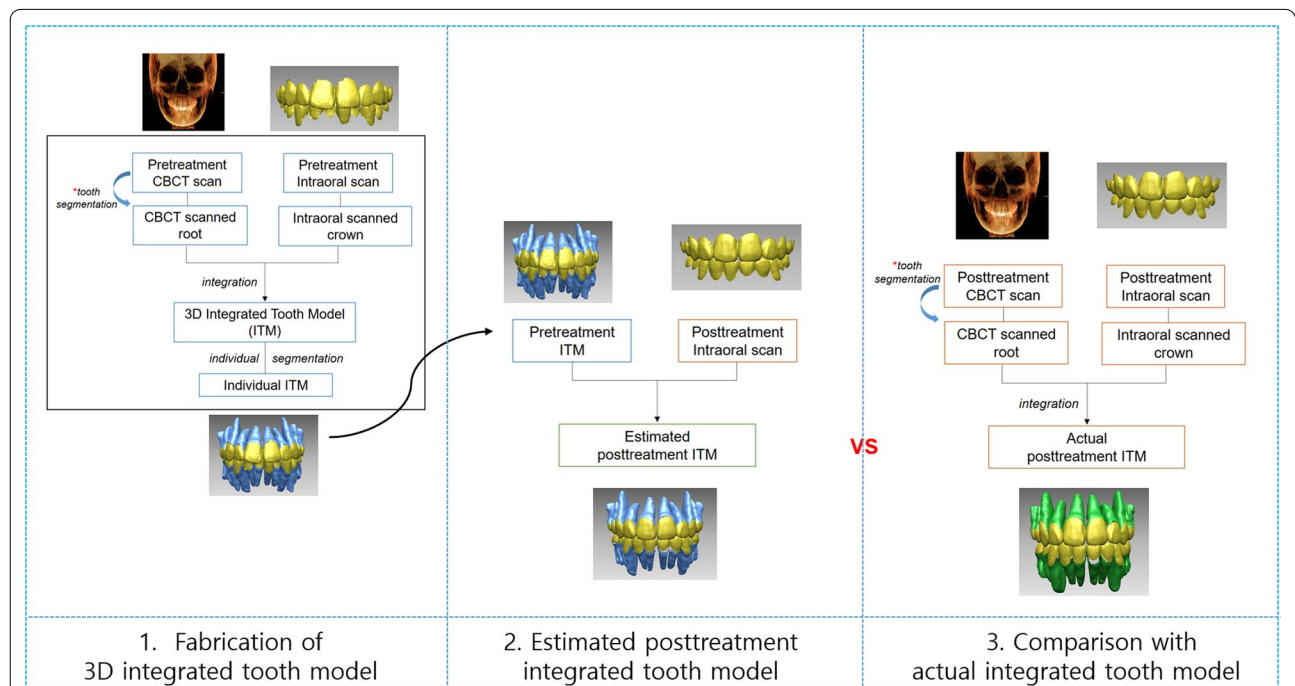 Pretreatment
CBCT scan
*tooth
segmentation
CBCT scanned
root
Pretreatment
Intraoral scan
Intraoral scanned
crown
integration
3D Integrated Tooth Model
(ITM)
individual segmentation
Individual ITM
1. Fabrication of
3D integrated tooth model
Pretreatment
ITM
Posttreatment
Intraoral scan
Estimated
posttreatment ITM
2. Estimated posttreatment
integrated tooth model
VS
*tooth
segmentation
Posttreatment
CBCT scan
CBCT scanned
root
Posttreatment
Intraoral scan
Intraoral scanned
crown
integration
Actual
posttreatment ITM
3. Comparison with
actual integrated tooth model